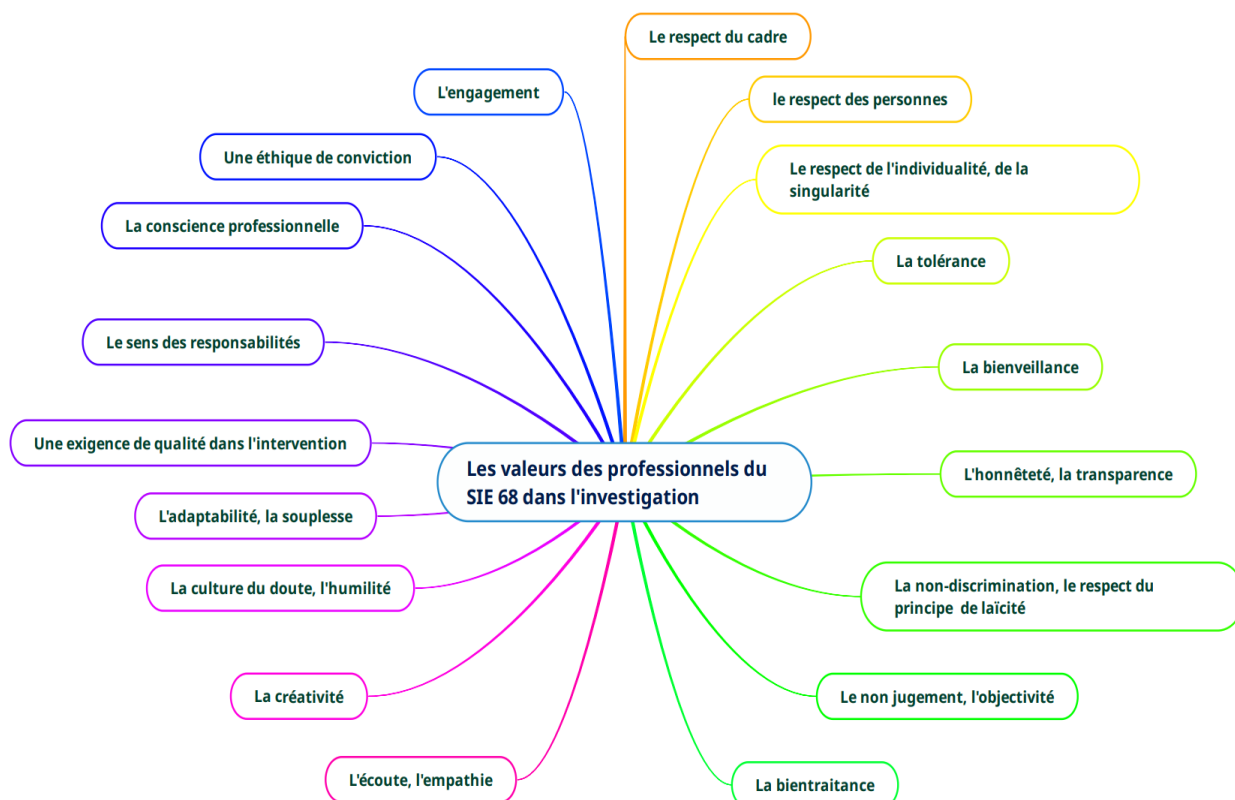 Le respect du cadre
L'engagement
le respect des personnes
Une éthique de conviction
Le respect de l'individualité, de la
singularité
La conscience professionnelle
La tolérance
Le sens des responsabilités
La bienveillance
Une exigence de qualité dans l'intervention
Les valeurs des professionnels du
SIE 68 dans l'investigation
L'honnêteté, la transparence
L'adaptabilité, la souplesse
La culture du doute, l'humilité
La non-discrimination, le respect du
principe  de laïcité
La créativité
Le non jugement, l'objectivité
L'écoute, l'empathie
La bientraitance